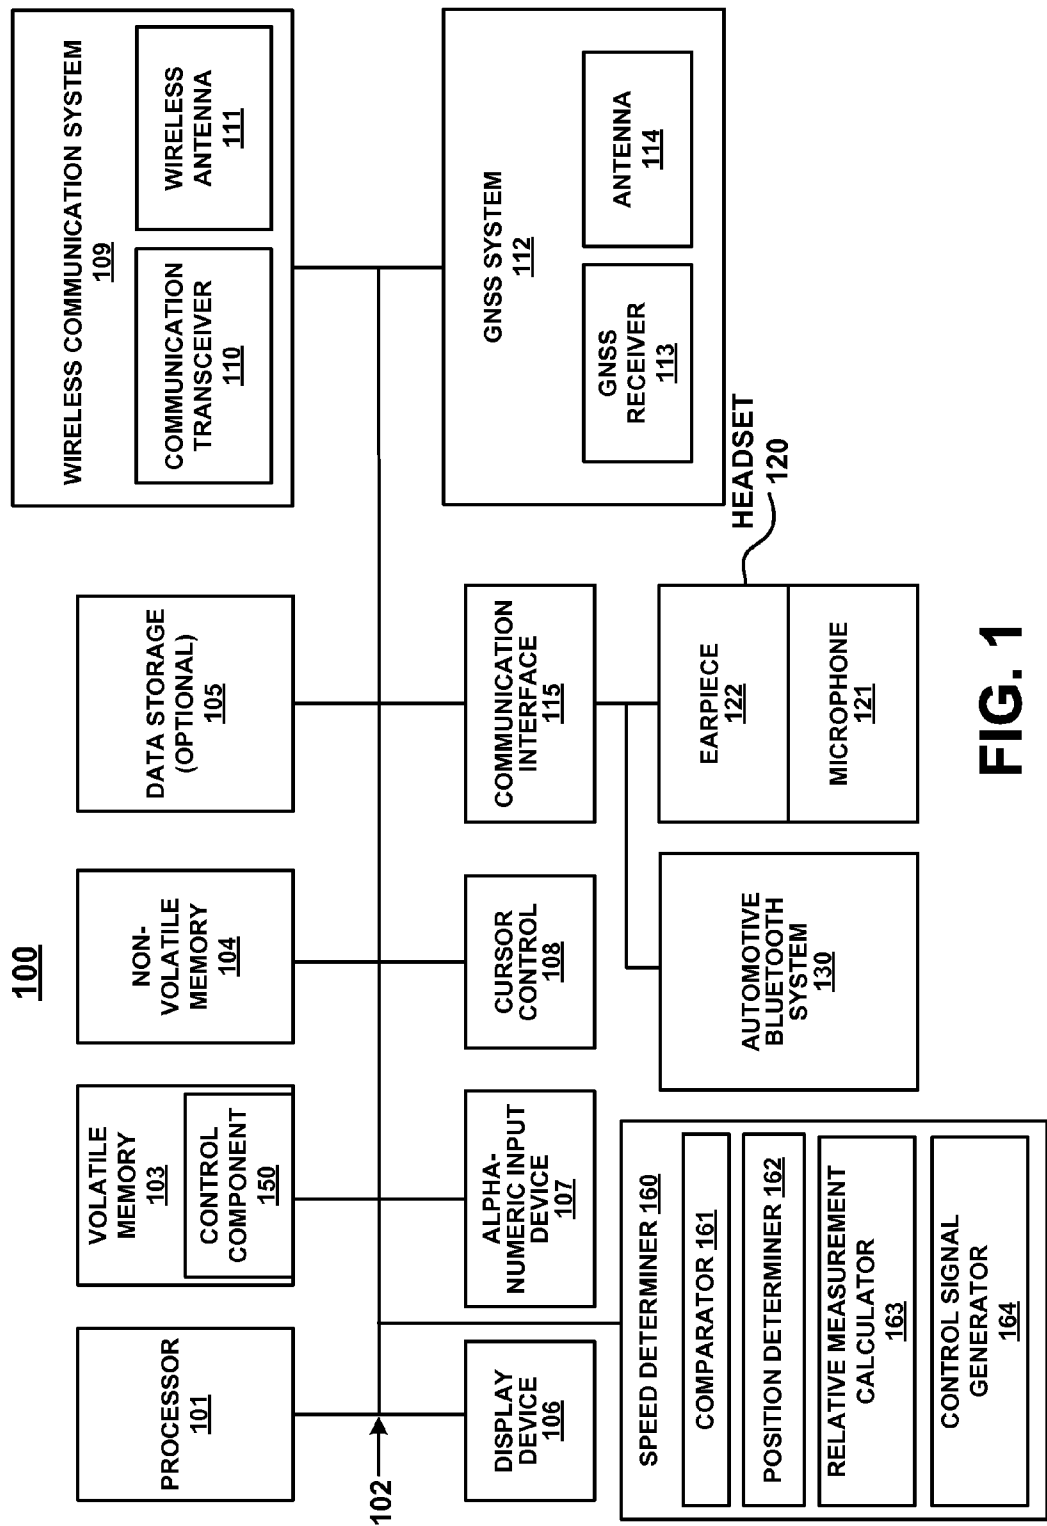 100
PROCESSOR
101
VOLATILE
MEMORY
103
CONTROL
COMPONENT
150
NON-
VOLATILE
MEMORY
104
DATA STORAGE
(OPTIONAL)
105
WIRELESS COMMUNICATION SYSTEM
109
COMMUNICATION
TRANSCEIVER
110
WIRELESS
ANTENNA
111
102
DISPLAY
DEVICE
106
ALPHA-
NUMERIC INPUT
DEVICE
107
CURSOR
CONTROL
108
COMMUNICATION
INTERFACE
115
GNSS SYSTEM
112
GNSS
RECEIVER
113
ANTENNA
114
SPEED DETERMINER 160
COMPARATOR 161
POSITION DETERMINER 162
RELATIVE MEASUREMENT
CALCULATOR
163
CONTROL SIGNAL
GENERATOR
164
AUTOMOTIVE
BLUETOOTH
SYSTEM
130
EARPIECE
122
MICROPHONE
121
HEADSET
120
FIG. 1